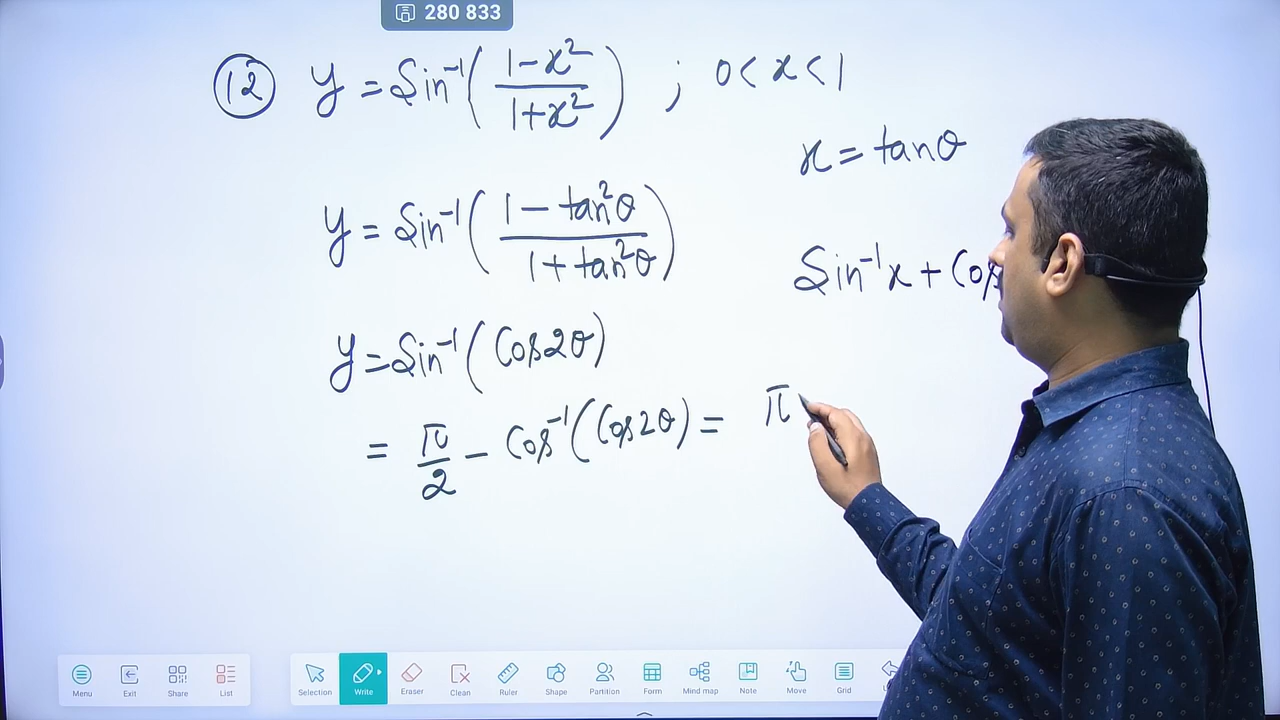 280 833
(12) y = Sin⁻¹((1-x²)/(1+x²)) ; 0 < x < 1
x = tanθ
y = Sin⁻¹((1 - tan²θ)/(1 + tan²θ))
Sin⁻¹x + Cos
y = Sin⁻¹(Cos2θ)
= π/2 - Cos⁻¹(Cos2θ) = π
Menu Exit Share List Selection Write Eraser Clean Ruler Shape Partition Form Mind map Note Move Grid